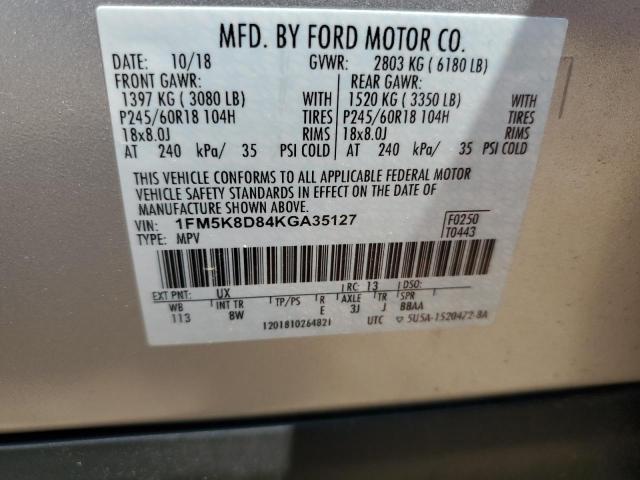 MFD. BY FORD MOTOR CO.
DATE: 10/18 GVWR: 2803 KG ( 6180 LB)
FRONT GAWR: REAR GAWR:
1397 KG ( 3080 LB) WITH 1520 KG ( 3350 LB) WITH
P245/60R18 104H TIRES P245/60R18 104H TIRES
18x8.0J RIMS 18x8.0J RIMS
AT 240 kPa/ 35 PSI COLD AT 240 kPa/ 35 PSI COLD
THIS VEHICLE CONFORMS TO ALL APPLICABLE FEDERAL MOTOR
VEHICLE SAFETY STANDARDS IN EFFECT ON THE DATE OF
MANUFACTURE SHOWN ABOVE.
VIN: 1FM5K8D84KGA35127 F0250
TYPE: MPV T0443
EXT PNT: UX RC: 13 DSO:
WB INT TR TP/PS R AXLE TR SPR
113 8W E 3J J BBAA
1201810264821 UTC 5U5A-1520472-BA